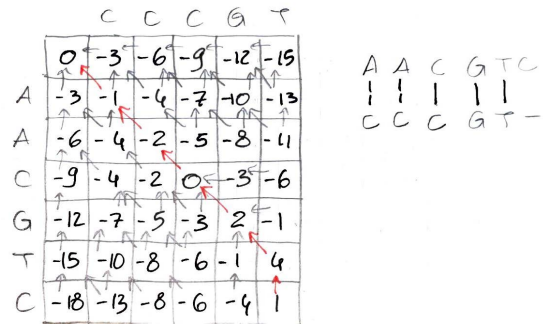 C C C G T
0 -3 -6 -9 -12 -15
A -3 -1 -4 -7 -10 -13
A -6 -4 -2 -5 -8 -11
C -9 -4 -2 0 -3 -6
G -12 -7 -5 -3 2 -1
T -15 -10 -8 -6 -1 4
C -18 -13 -8 -6 -4 1
A A C G T C
C C C G T -